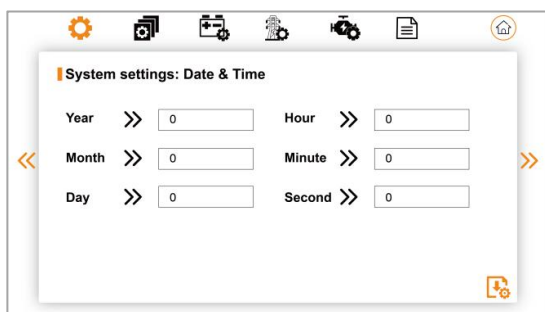 System settings: Date & Time
Year 0 Hour 0
Month 0 Minute 0
Day 0 Second 0